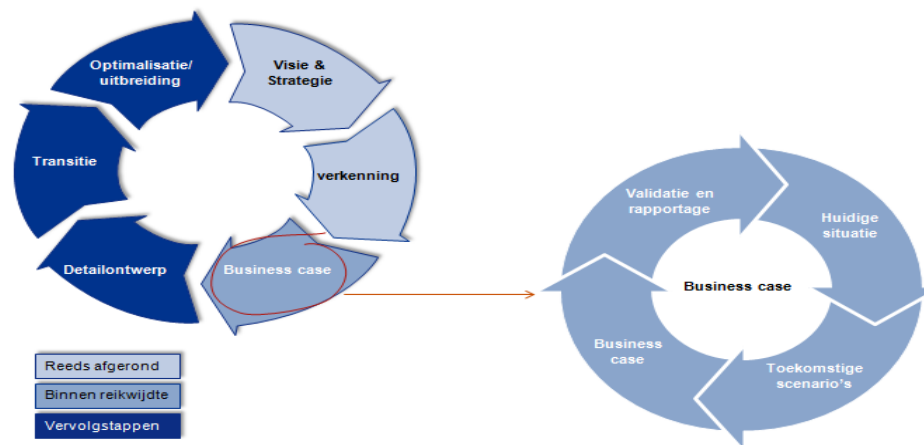 Optimalisatie/
uitbreiding
Visie &
Strategie
verkenning
Business case
Detailontwerp
Transitie
Reeds afgerond
Binnen reikwijdte
Vervolgstappen
Validatie en
rapportage
Huidige
situatie
Business case
Toekomstige
scenario's
Business
case